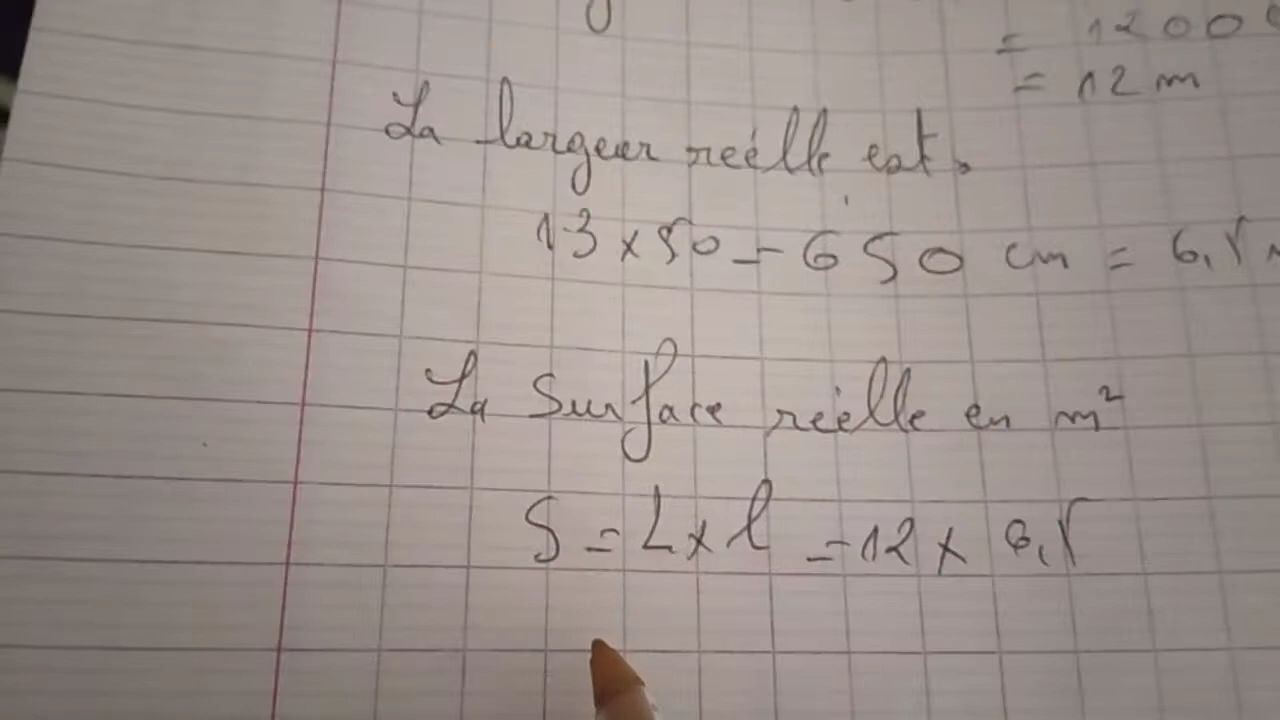 = 1200
= 12 m
La largeur réelle est.
13 x 50 = 650 cm = 6,5
La Surface réelle en m²
S = L x l = 12 x 6,5